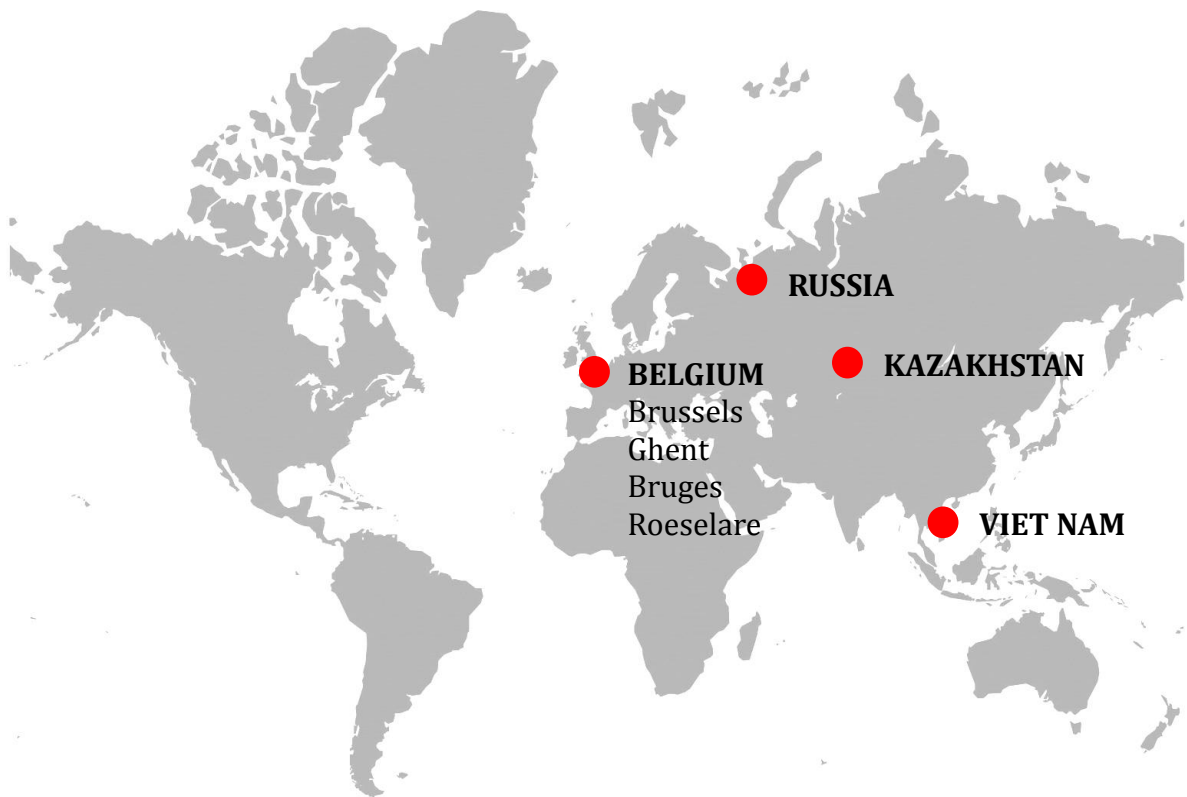 RUSSIA
KAZAKHSTAN
BELGIUM
Brussels
Ghent
Bruges
Roeselare
VIET NAM